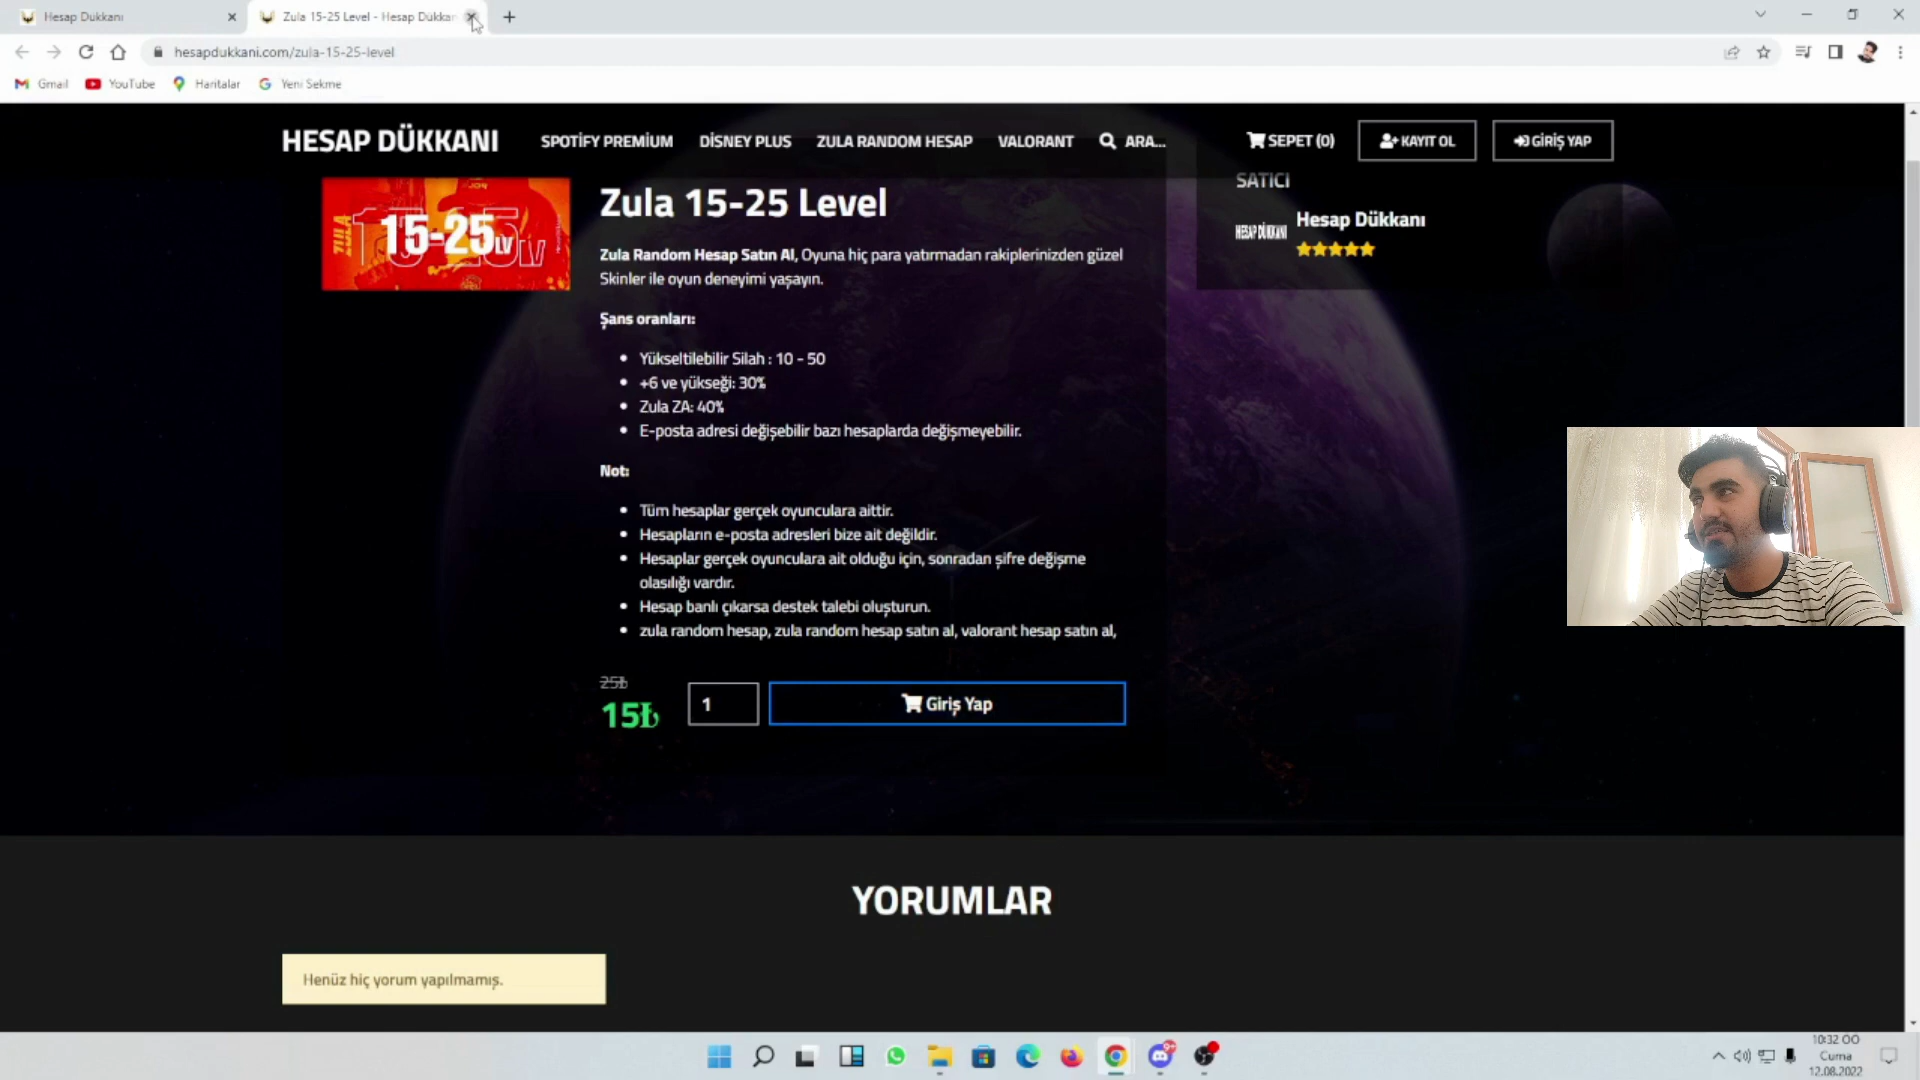 Hesap Dükkanı
Zula 15-25 Level - Hesap Dükkan
hesapdukkani.com/zula-15-25-level
Gmail
YouTube
Haritalar
Yeni Sekme
HESAP DÜKKANI
SPOTİFY PREMİUM
DİSNEY PLUS
ZULA RANDOM HESAP
VALORANT
ARA...
SEPET (0)
KAYIT OL
GİRİŞ YAP
ZULA
15-25LV
Zula 15-25 Level
SATICI
HESAP DÜKKANI
Hesap Dükkanı
Zula Random Hesap Satın Al, Oyuna hiç para yatırmadan rakiplerinizden güzel
Skinler ile oyun deneyimi yaşayın.
Şans oranları:
Yükseltilebilir Silah : 10 - 50
+6 ve yükseği: 30%
Zula ZA: 40%
E-posta adresi değişebilir bazı hesaplarda değişmeyebilir.
Not:
Tüm hesaplar gerçek oyunculara aittir.
Hesapların e-posta adresleri bize ait değildir.
Hesaplar gerçek oyunculara ait olduğu için, sonradan şifre değişme
olasılığı vardır.
Hesap banlı çıkarsa destek talebi oluşturun.
zula random hesap, zula random hesap satın al, valorant hesap satın al,
25₺
15₺
1
Giriş Yap
YORUMLAR
Henüz hiç yorum yapılmamış.
10:32 ÖÖ
Cuma
12.08.2022